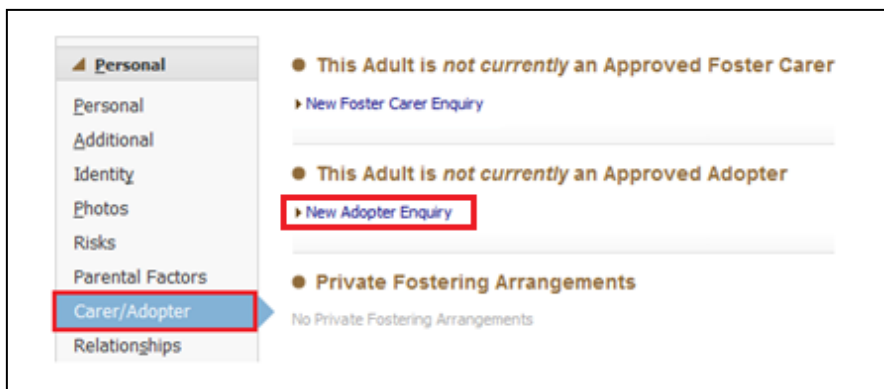 Personal
Personal
Additional
Identity
Photos
Risks
Parental Factors
Carer/Adopter
Relationships
This Adult is not currently an Approved Foster Carer
New Foster Carer Enquiry
This Adult is not currently an Approved Adopter
New Adopter Enquiry
Private Fostering Arrangements
No Private Fostering Arrangements